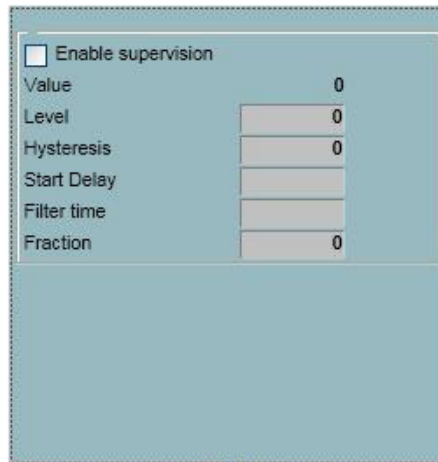 Enable supervision
Value 0
Level 0
Hysteresis 0
Start Delay
Filter time
Fraction 0